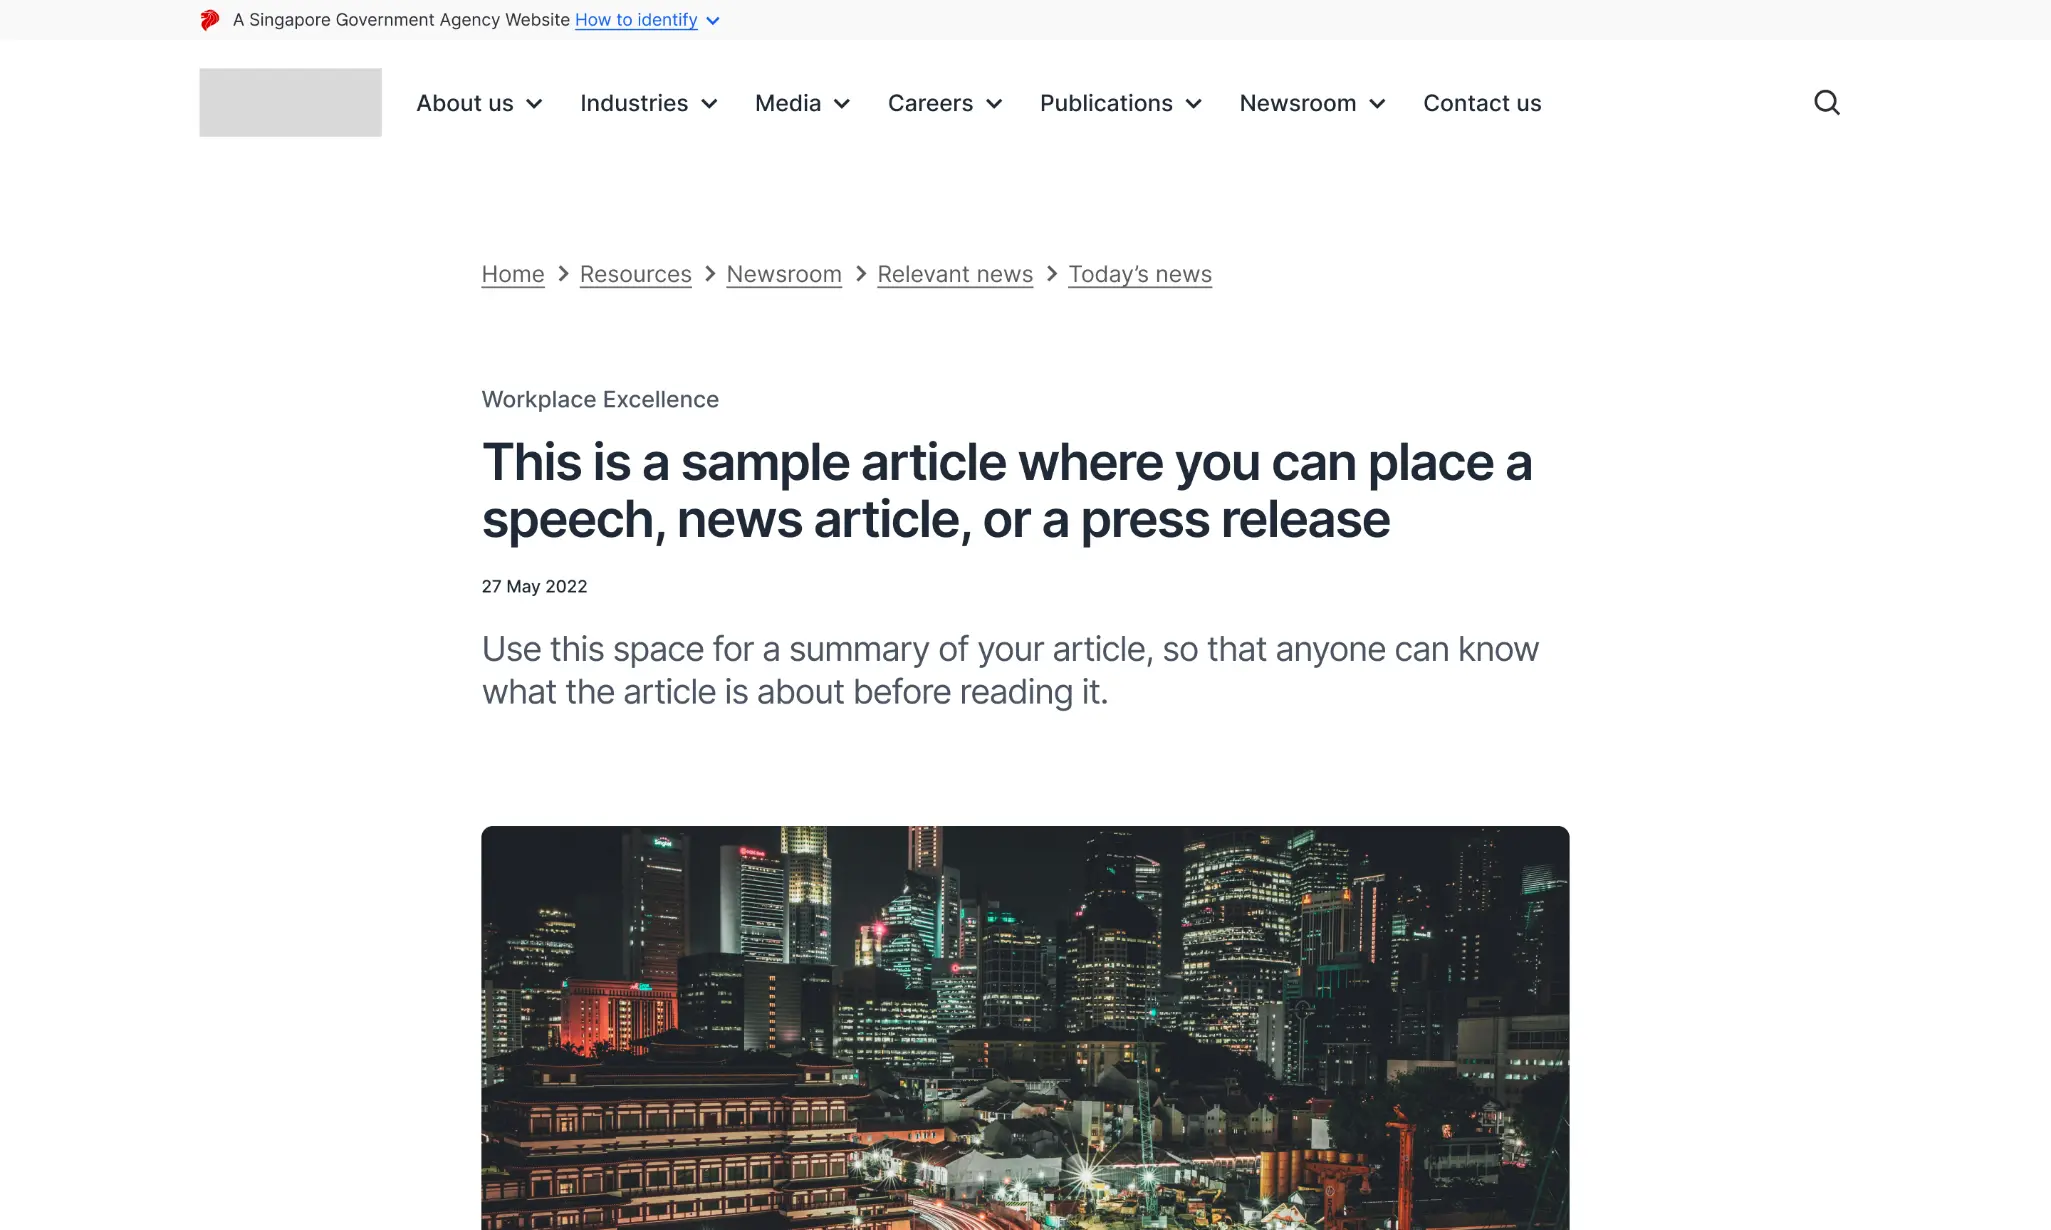 A Singapore Government Agency Website How to identify
About us Industries Media Careers Publications Newsroom Contact us
Home Resources Newsroom Relevant news Today’s news
Workplace Excellence
This is a sample article where you can place a
speech, news article, or a press release
27 May 2022
Use this space for a summary of your article, so that anyone can know
what the article is about before reading it.
Singtel